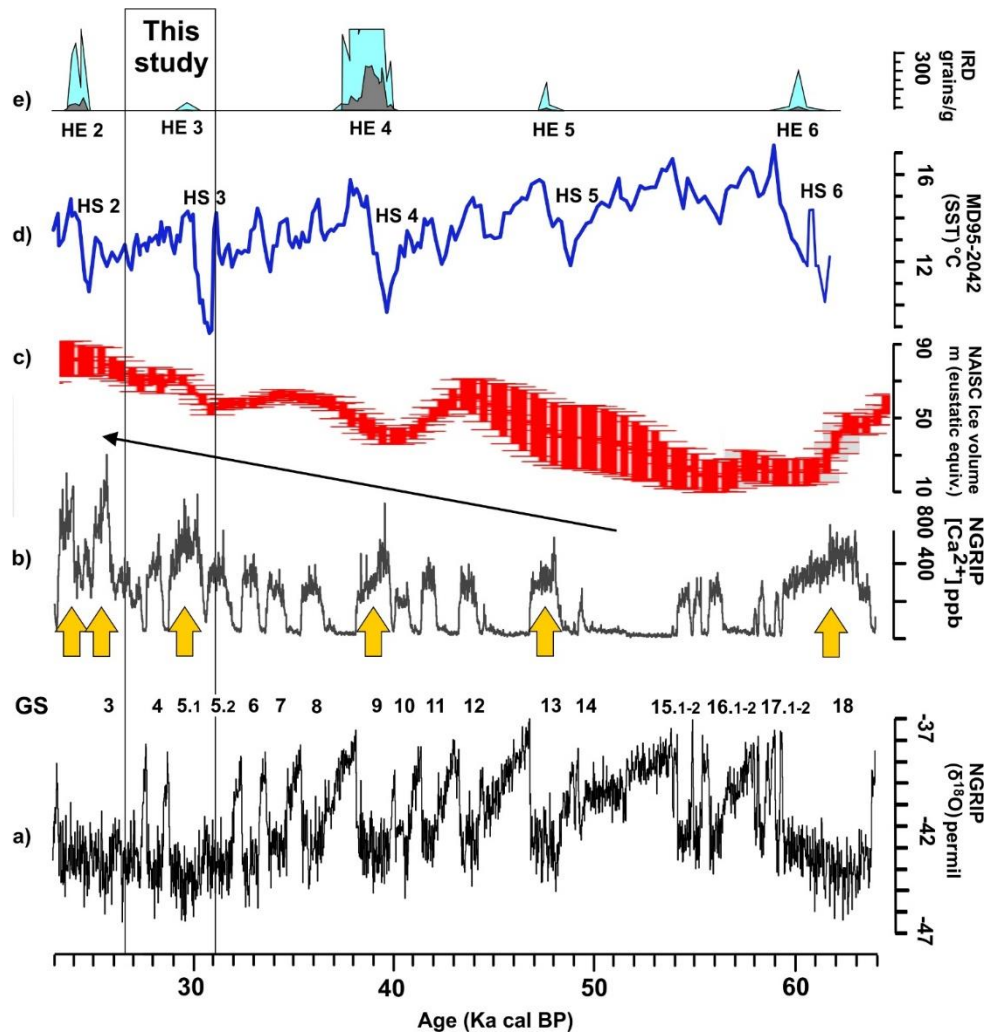 This
study
300
IRD
grains/g
e)
HE 2
HE 3
HE 4
HE 5
HE 6
16
12
MD95-2042
(SST) °C
d)
HS 2
HS 3
HS 4
HS 5
HS 6
c)
90
50
10
NAISC Ice volume
m (eustatic equiv.)
b)
800
400
NGRIP
[Ca2+] ppb
GS
3
4
5.1
5.2
6
7
8
9
10
11
12
13
14
15.1-2
16.1-2
17.1-2
18
a)
-37
-42
-47
NGRIP
(δ18O) permil
30
40
50
60
Age (Ka cal BP)